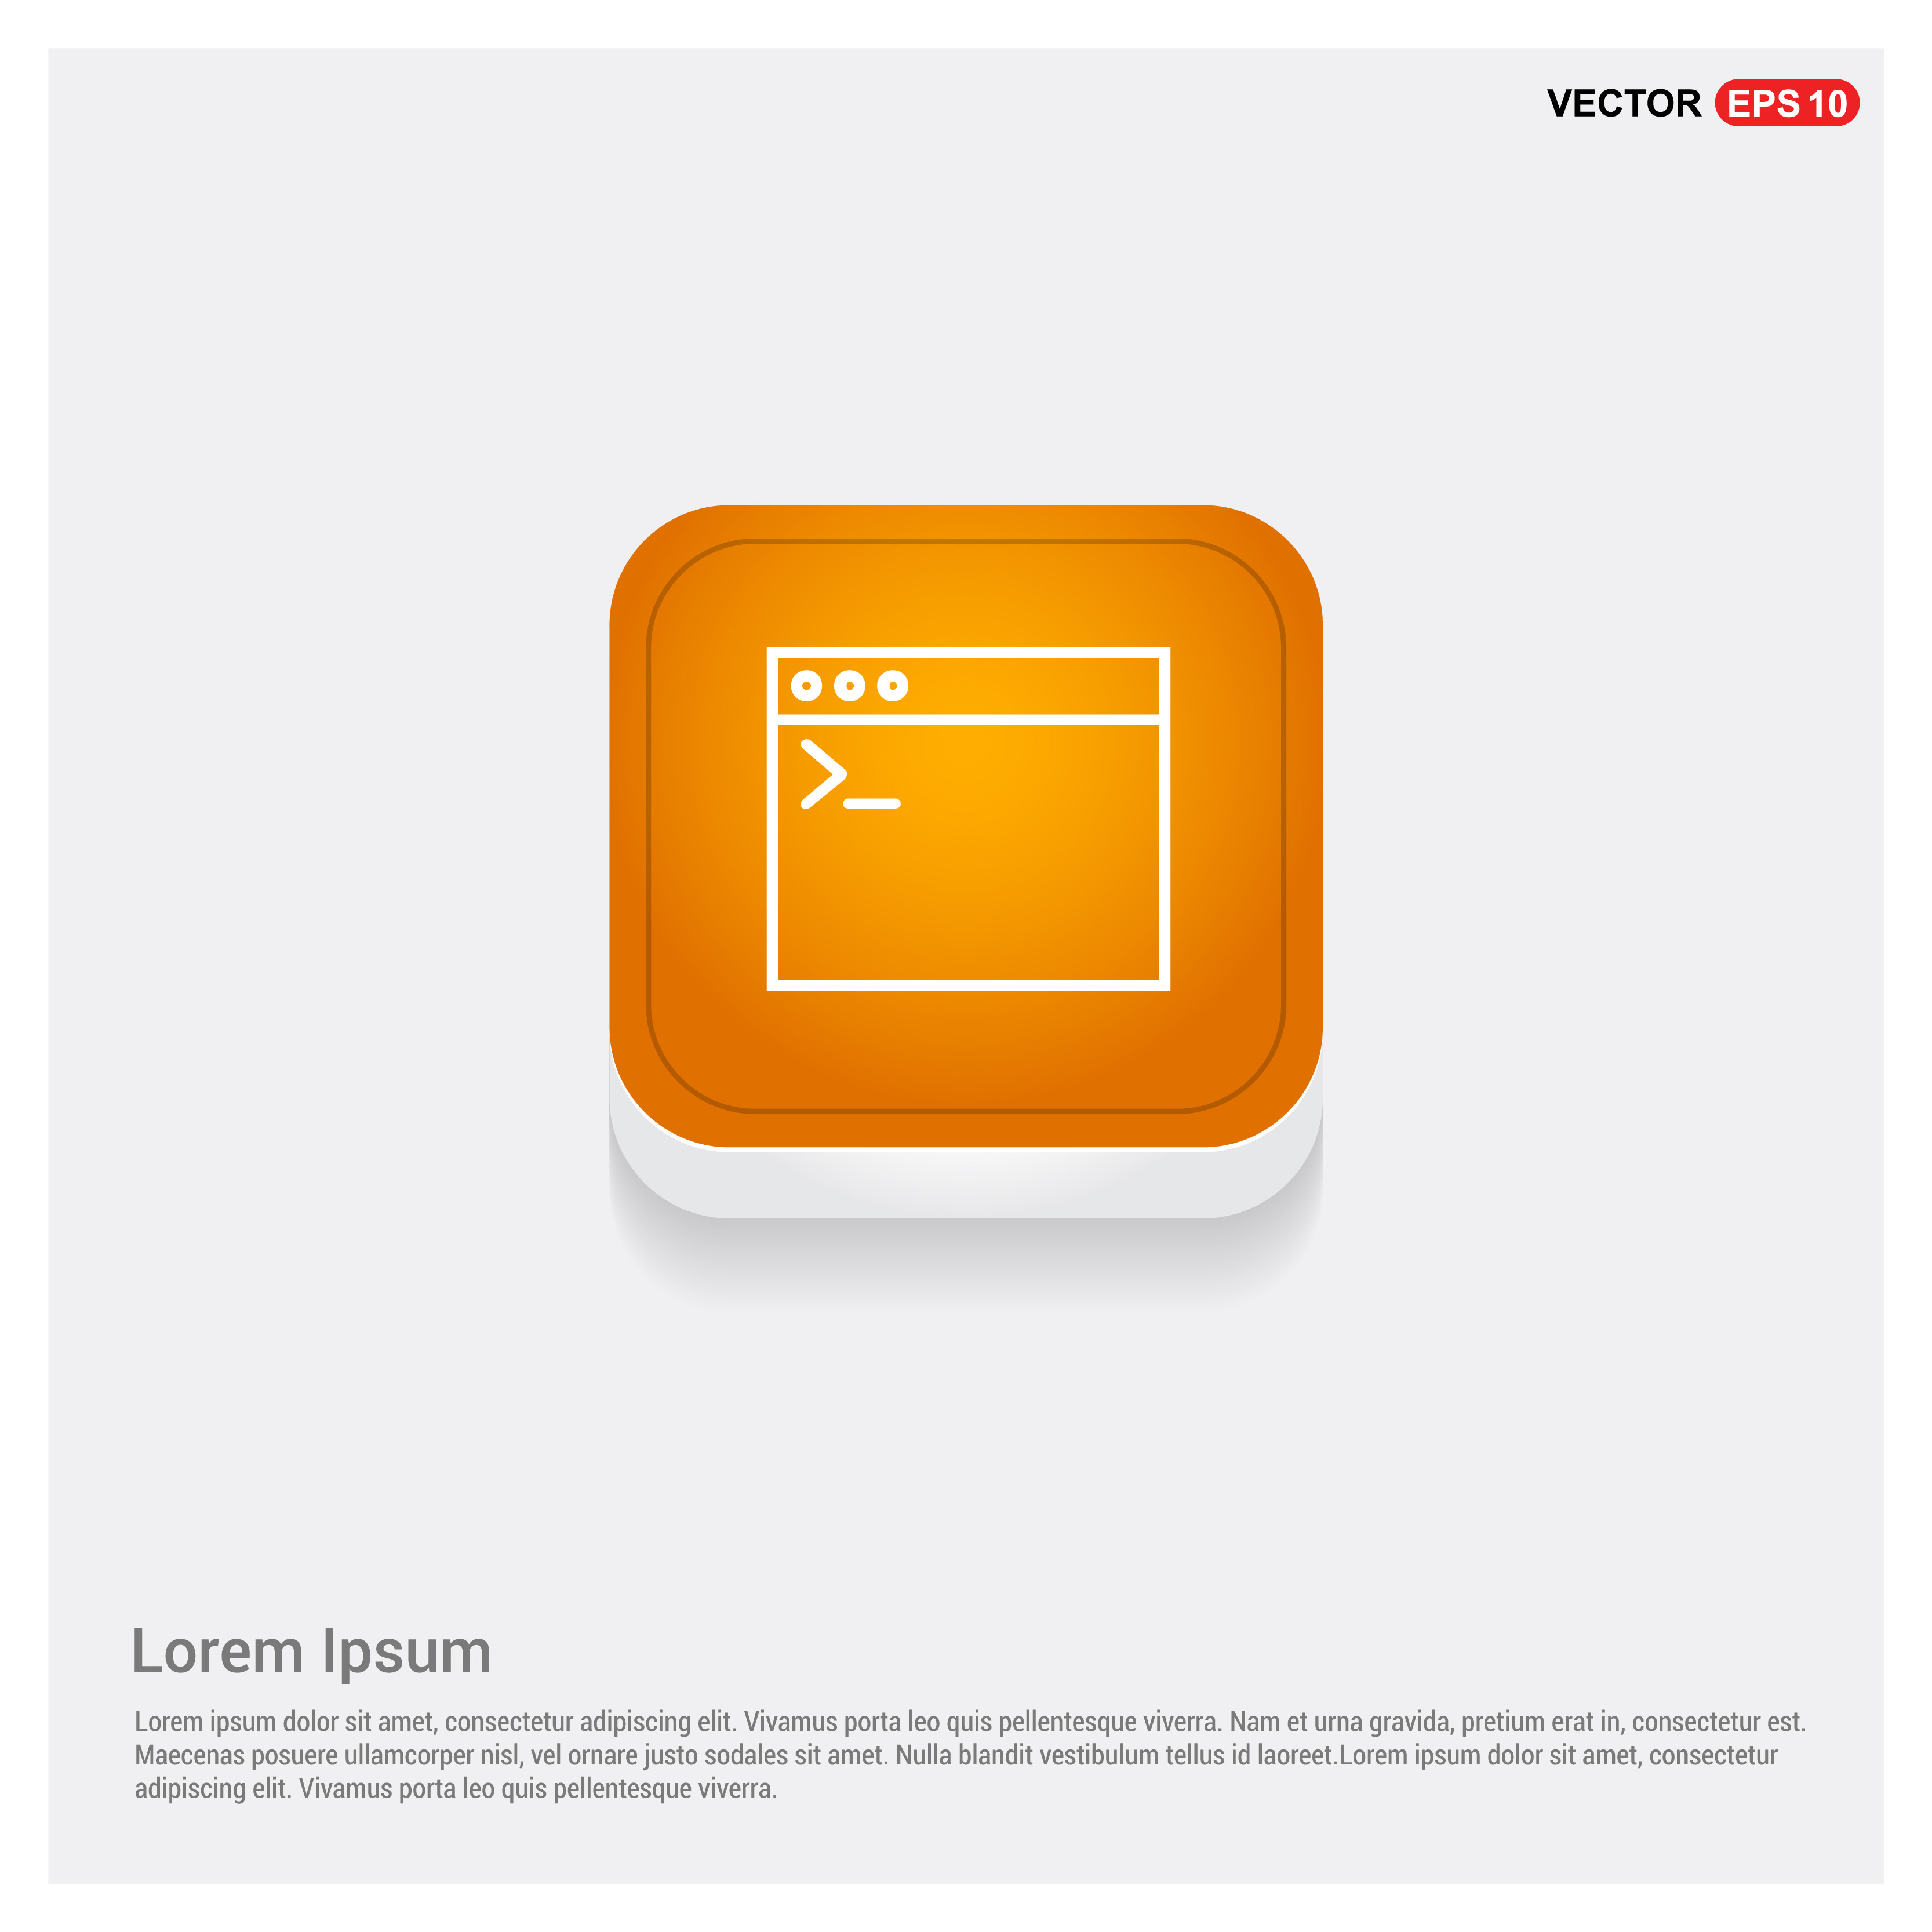 VECTOR EPS 10
>_
Lorem Ipsum
Lorem ipsum dolor sit amet, consectetur adipiscing elit. Vivamus porta leo quis pellentesque viverra. Nam et urna gravida, pretium erat in, consectetur est.
Maecenas posuere ullamcorper nisl, vel ornare justo sodales sit amet. Nulla blandit vestibulum tellus id laoreet.Lorem ipsum dolor sit amet, consectetur
adipiscing elit. Vivamus porta leo quis pellentesque viverra.